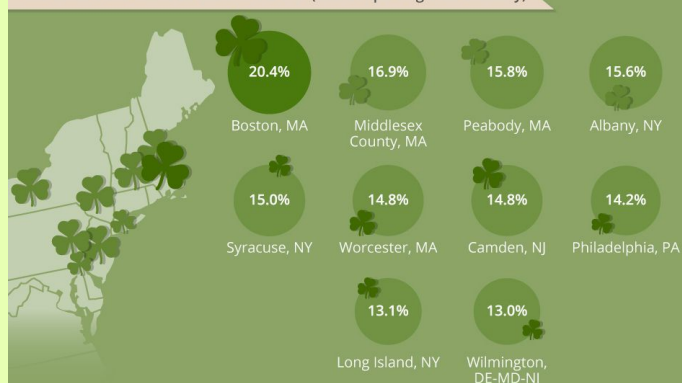 20.4%
Boston, MA
16.9%
Middlesex
County, MA
15.8%
Peabody, MA
15.6%
Albany, NY
15.0%
Syracuse, NY
14.8%
Worcester, MA
14.8%
Camden, NJ
14.2%
Philadelphia, PA
13.1%
Long Island, NY
13.0%
Wilmington,
DE-MD-NJ